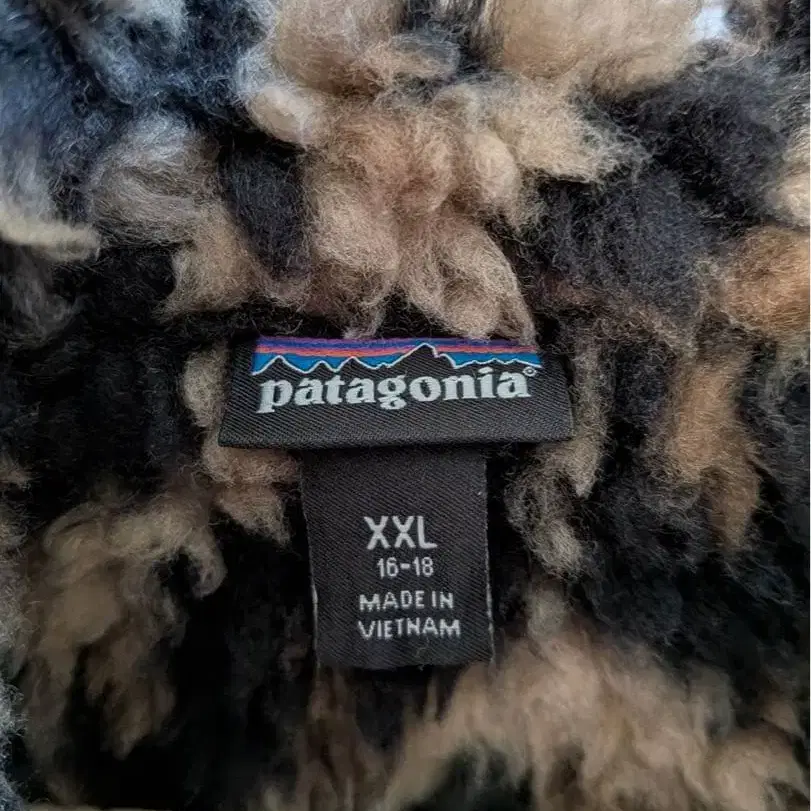 patagonia®
XXL
16-18
MADE IN
VIETNAM